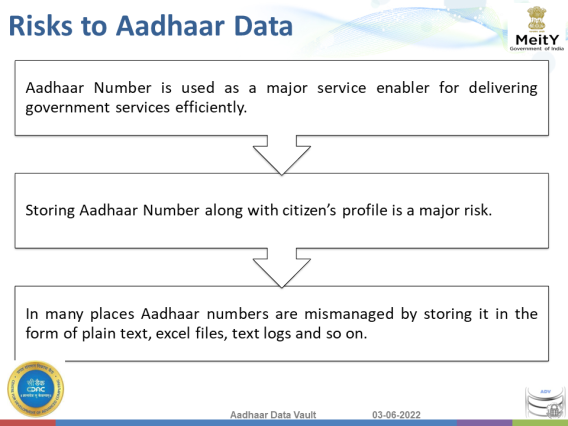 Risks to Aadhaar Data
MeitY
Government of India
Aadhaar Number is used as a major service enabler for delivering
government services efficiently.
Storing Aadhaar Number along with citizen’s profile is a major risk.
In many places Aadhaar numbers are mismanaged by storing it in the
form of plain text, excel files, text logs and so on.
सी डैक
CDAC
ADV
Aadhaar Data Vault
03-06-2022